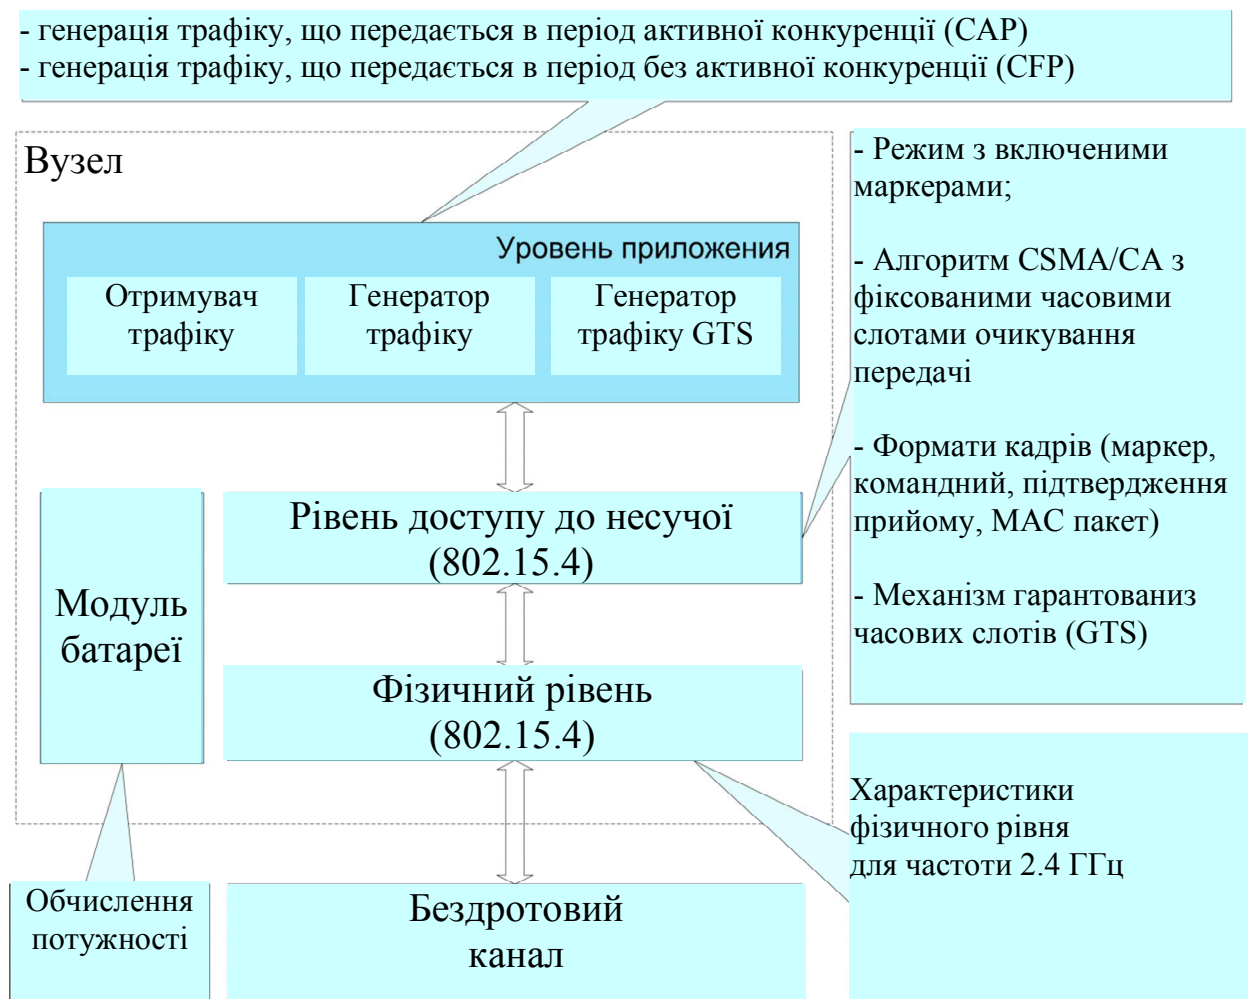 - генерація трафіку, що передається в період активної конкуренції (CAP)
- генерація трафіку, що передається в період без активної конкуренції (CFP)
Вузел
Уровень приложения
Отримувач
трафіку
Генератор
трафіку
Генератор
трафіку GTS
- Режим з включеними
маркерами;
- Алгоритм CSMA/CA з
фіксованими часовими
слотами очикування
передачі
- Формати кадрів (маркер,
командний, підтвердження
прийому, MAC пакет)
- Механізм гарантованиз
часових слотів (GTS)
Рівень доступу до несучої
(802.15.4)
Модуль
батареї
Фізичний рівень
(802.15.4)
Характеристики
фізичного рівня
для частоти 2.4 ГГц
Обчислення
потужності
Бездротовий
канал